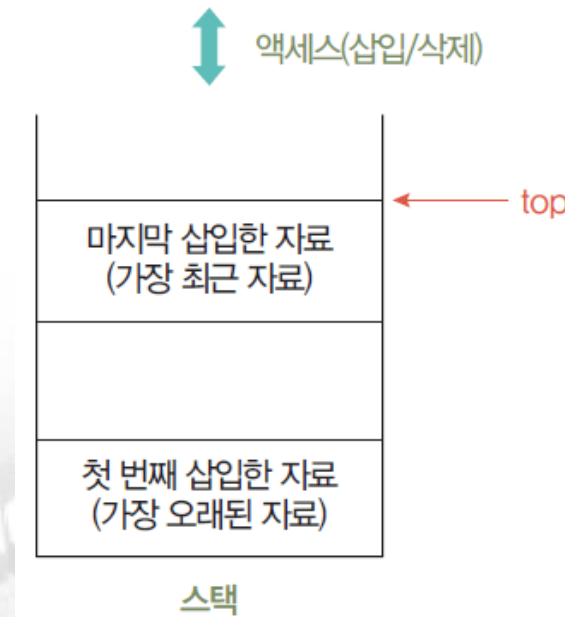 액세스(삽입/삭제)
top
마지막 삽입한 자료
(가장 최근 자료)
첫 번째 삽입한 자료
(가장 오래된 자료)
스택